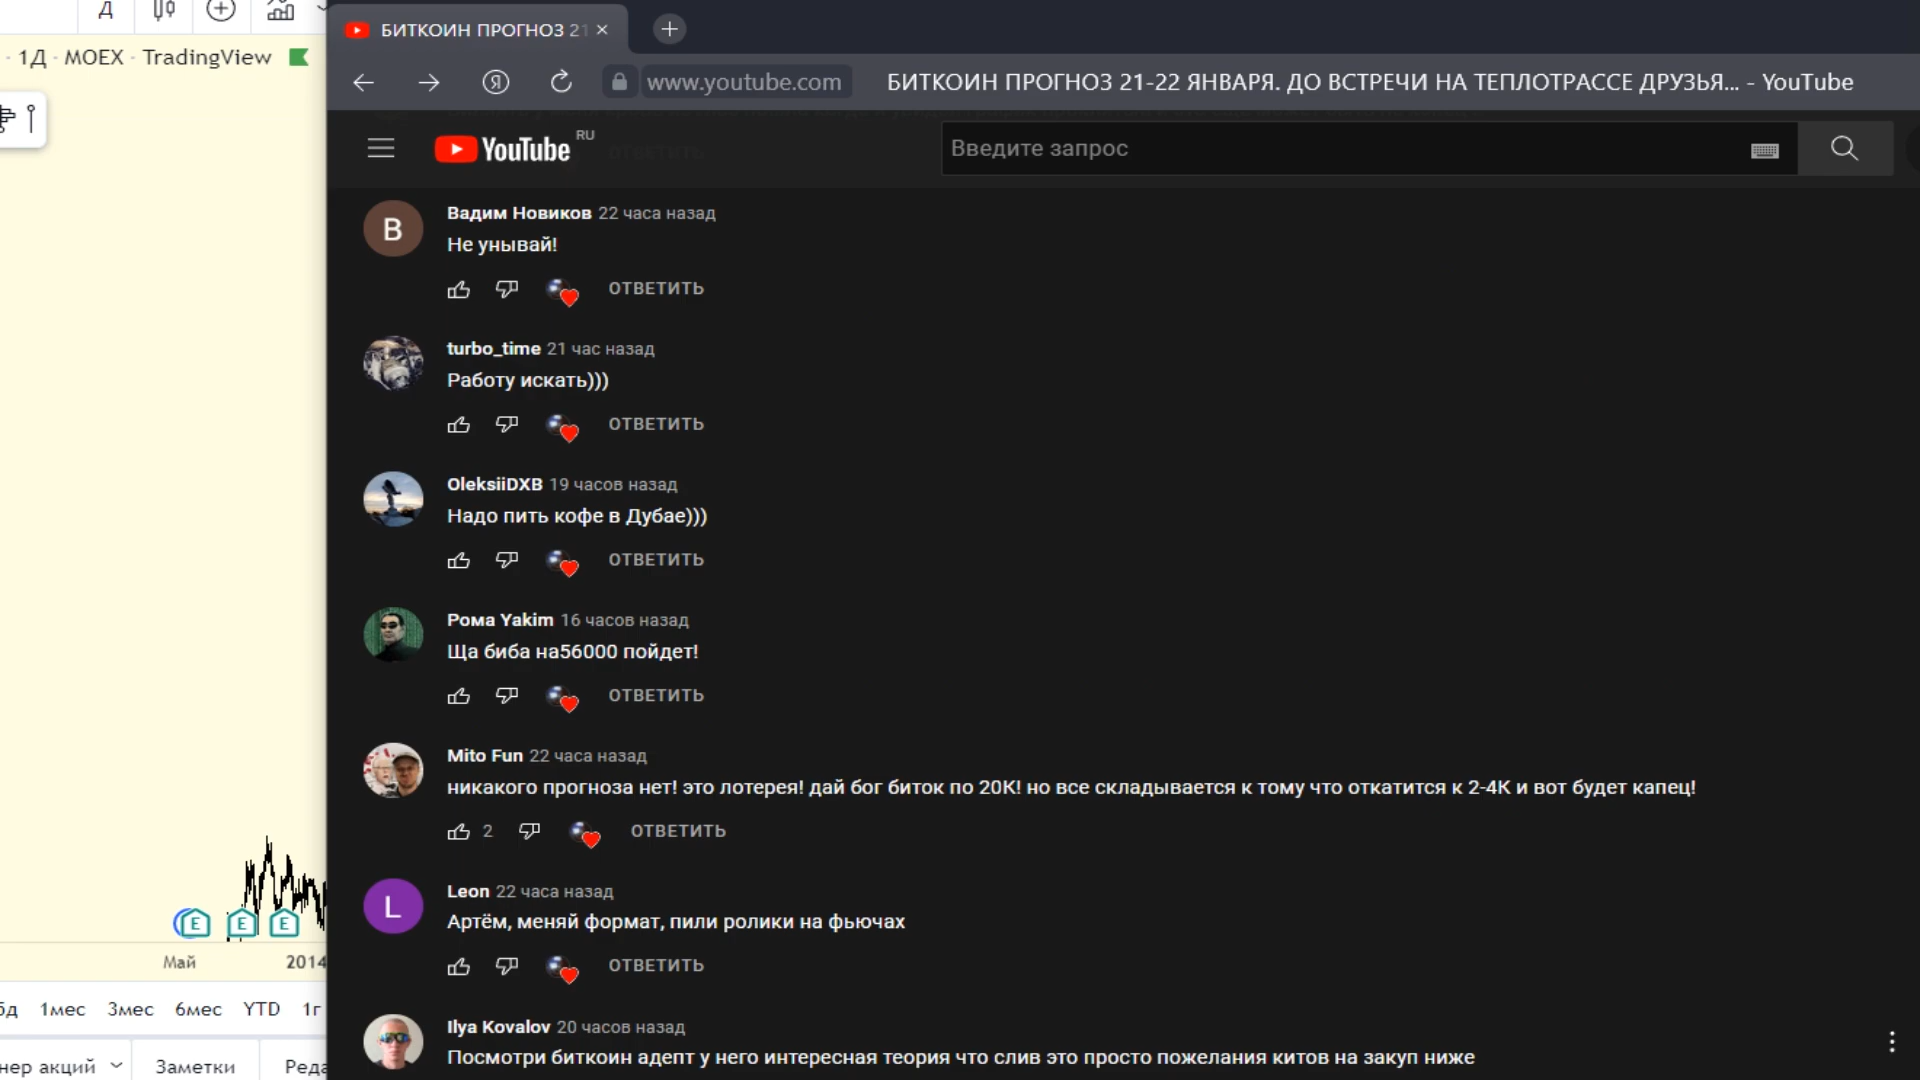 Д
· 1Д · MOEX · TradingView
БИТКОИН ПРОГНОЗ 21
www.youtube.com
БИТКОИН ПРОГНОЗ 21-22 ЯНВАРЯ. ДО ВСТРЕЧИ НА ТЕПЛОТРАССЕ ДРУЗЬЯ... - YouTube
YouTube RU
Введите запрос
В
Вадим Новиков 22 часа назад
Не унывай!
ОТВЕТИТЬ
turbo_time 21 час назад
Работу искать)))
ОТВЕТИТЬ
OleksiiDXB 19 часов назад
Надо пить кофе в Дубае)))
ОТВЕТИТЬ
Рома Yakim 16 часов назад
Ща биба на56000 пойдет!
ОТВЕТИТЬ
Mito Fun 22 часа назад
никакого прогноза нет! это лотерея! дай бог биток по 20К! но все складывается к тому что откатится к 2-4К и вот будет капец!
2
ОТВЕТИТЬ
L
Leon 22 часа назад
Артём, меняй формат, пили ролики на фьючах
ОТВЕТИТЬ
Ilya Kovalov 20 часов назад
Посмотри биткоин адепт у него интересная теория что слив это просто пожелания китов на закуп ниже
E E E
Май 2014
5д 1мес 3мес 6мес YTD 1г
нер акций Заметки Реда